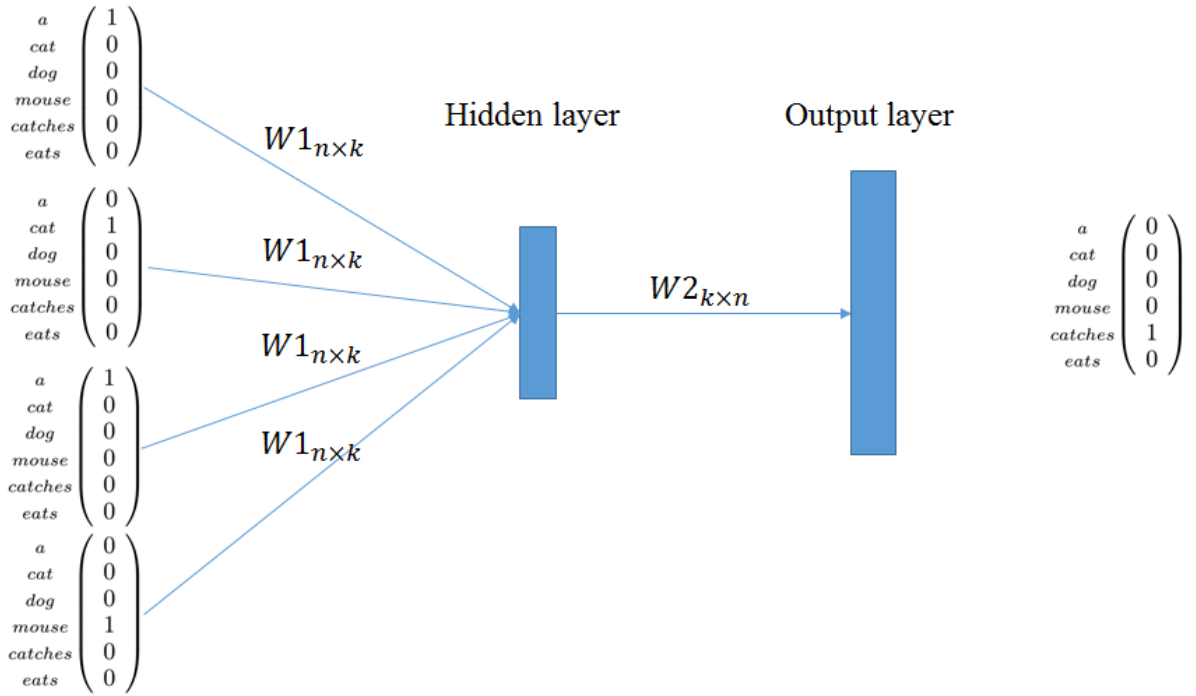 a 1
cat 0
dog 0
mouse 0
catches 0
eats 0
Hidden layer
Output layer
W1n×k
a 0
cat 1
dog 0
mouse 0
catches 0
eats 0
W1n×k
W2k×n
a 0
cat 0
dog 0
mouse 0
catches 1
eats 0
W1n×k
a 1
cat 0
dog 0
mouse 0
catches 0
eats 0
W1n×k
a 0
cat 0
dog 0
mouse 1
catches 0
eats 0